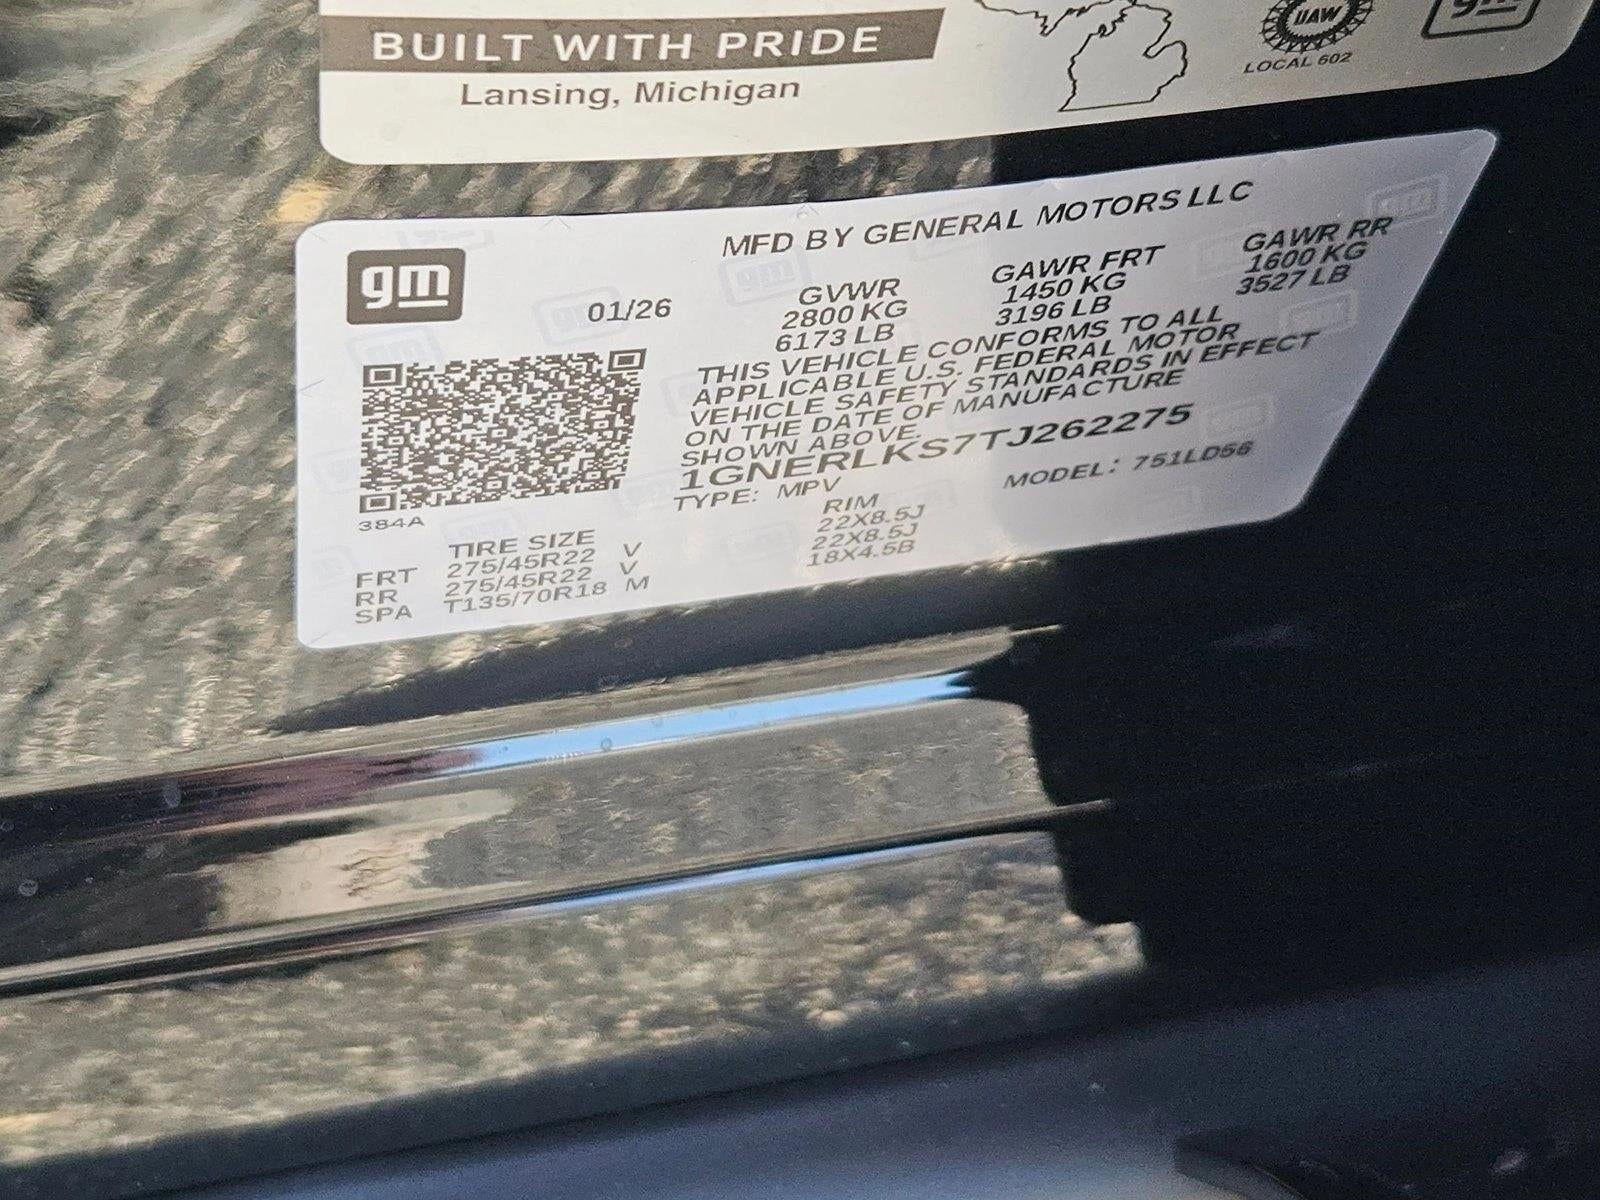 BUILT WITH PRIDE
Lansing, Michigan
UAW
LOCAL 602
gm
gm
MFD BY GENERAL MOTORS LLC
01/26
GVWR
2800 KG
6173 LB
GAWR FRT
1450 KG
3196 LB
GAWR RR
1600 KG
3527 LB
THIS VEHICLE CONFORMS TO ALL
APPLICABLE U.S. FEDERAL MOTOR
VEHICLE SAFETY STANDARDS IN EFFECT
ON THE DATE OF MANUFACTURE
SHOWN ABOVE.
1GNERLKS7TJ262275
TYPE: MPV
MODEL: 751LD56
384A
TIRE SIZE RIM
FRT 275/45R22 V 22X8.5J
RR 275/45R22 V 22X8.5J
SPA T135/70R18 M 18X4.5B